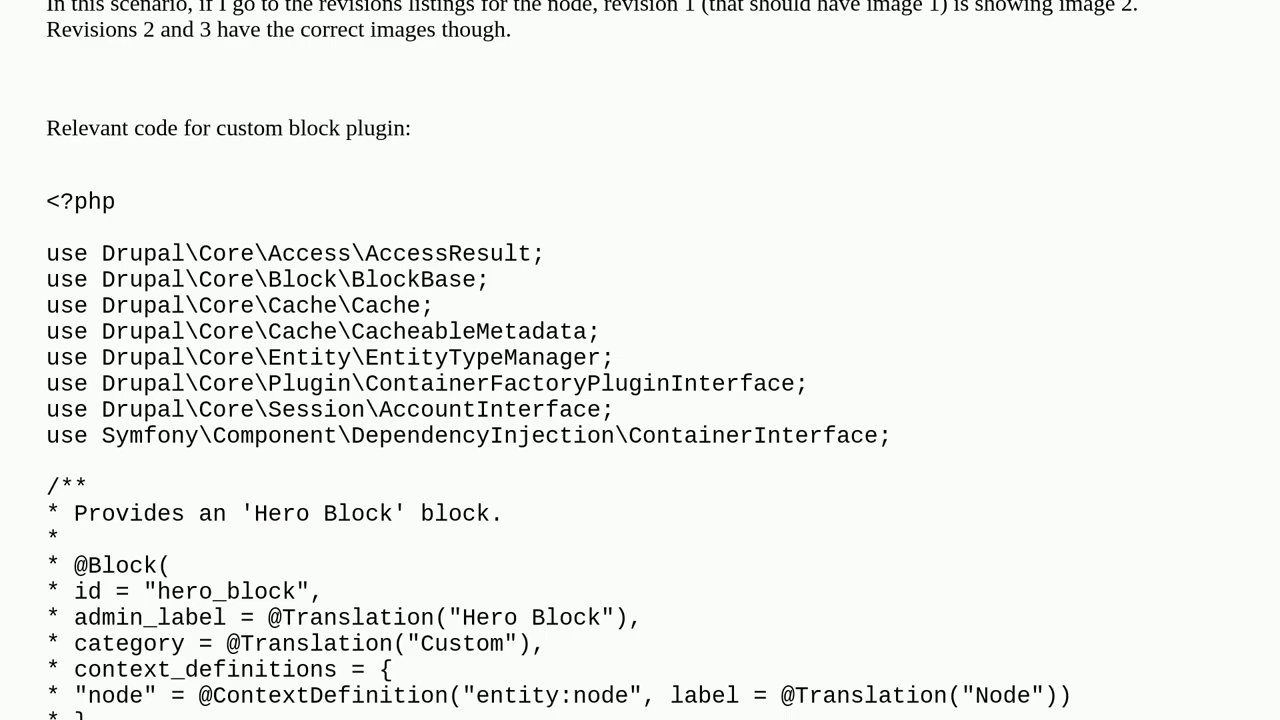 In this scenario, if I go to the revisions listings for the node, revision 1 (that should have image 1) is showing image 2.
Revisions 2 and 3 have the correct images though.
Relevant code for custom block plugin:
<?php
use Drupal\Core\Access\AccessResult;
use Drupal\Core\Block\BlockBase;
use Drupal\Core\Cache\Cache;
use Drupal\Core\Cache\CacheableMetadata;
use Drupal\Core\Entity\EntityTypeManager;
use Drupal\Core\Plugin\ContainerFactoryPluginInterface;
use Drupal\Core\Session\AccountInterface;
use Symfony\Component\DependencyInjection\ContainerInterface;
/**
* Provides an 'Hero Block' block.
*
* @Block(
* id = "hero_block",
* admin_label = @Translation("Hero Block"),
* category = @Translation("Custom"),
* context_definitions = {
* "node" = @ContextDefinition("entity:node", label = @Translation("Node"))
* }